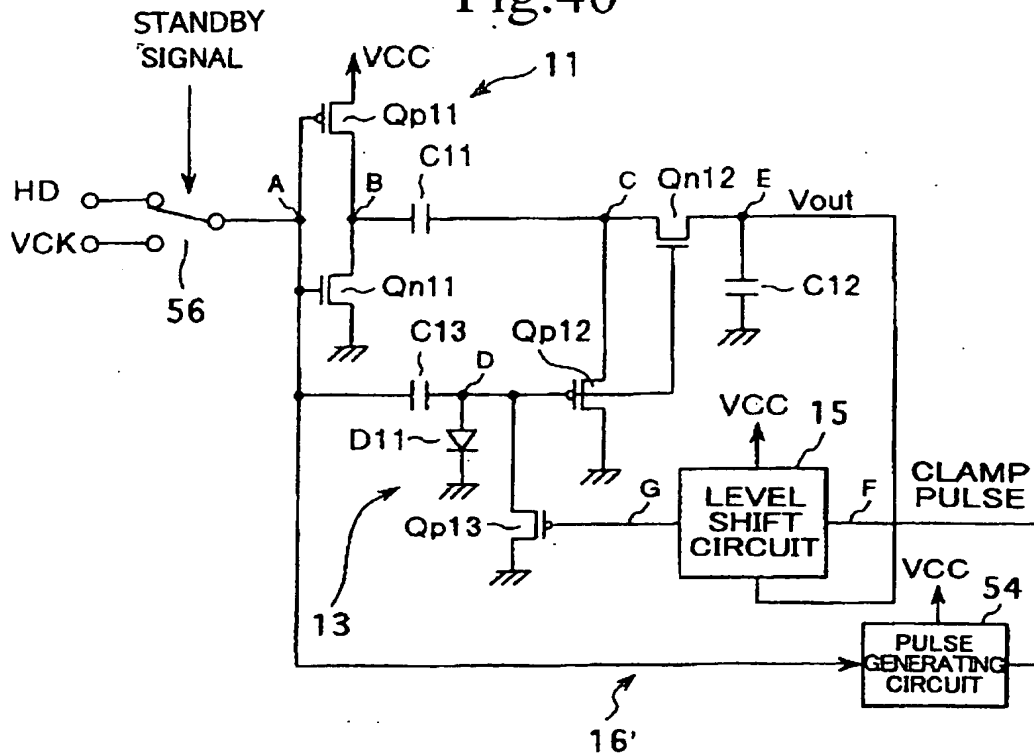 Fig.40
STANDBY
SIGNAL
VCC
11
Qp11
C11
HD
A
B
C
Qn12
E
Vout
VCK
56
Qn11
C12
C13
Qp12
D
VCC
15
D11
G
LEVEL
SHIFT
CIRCUIT
F
CLAMP
PULSE
Qp13
VCC
54
13
PULSE
GENERATING
CIRCUIT
16'